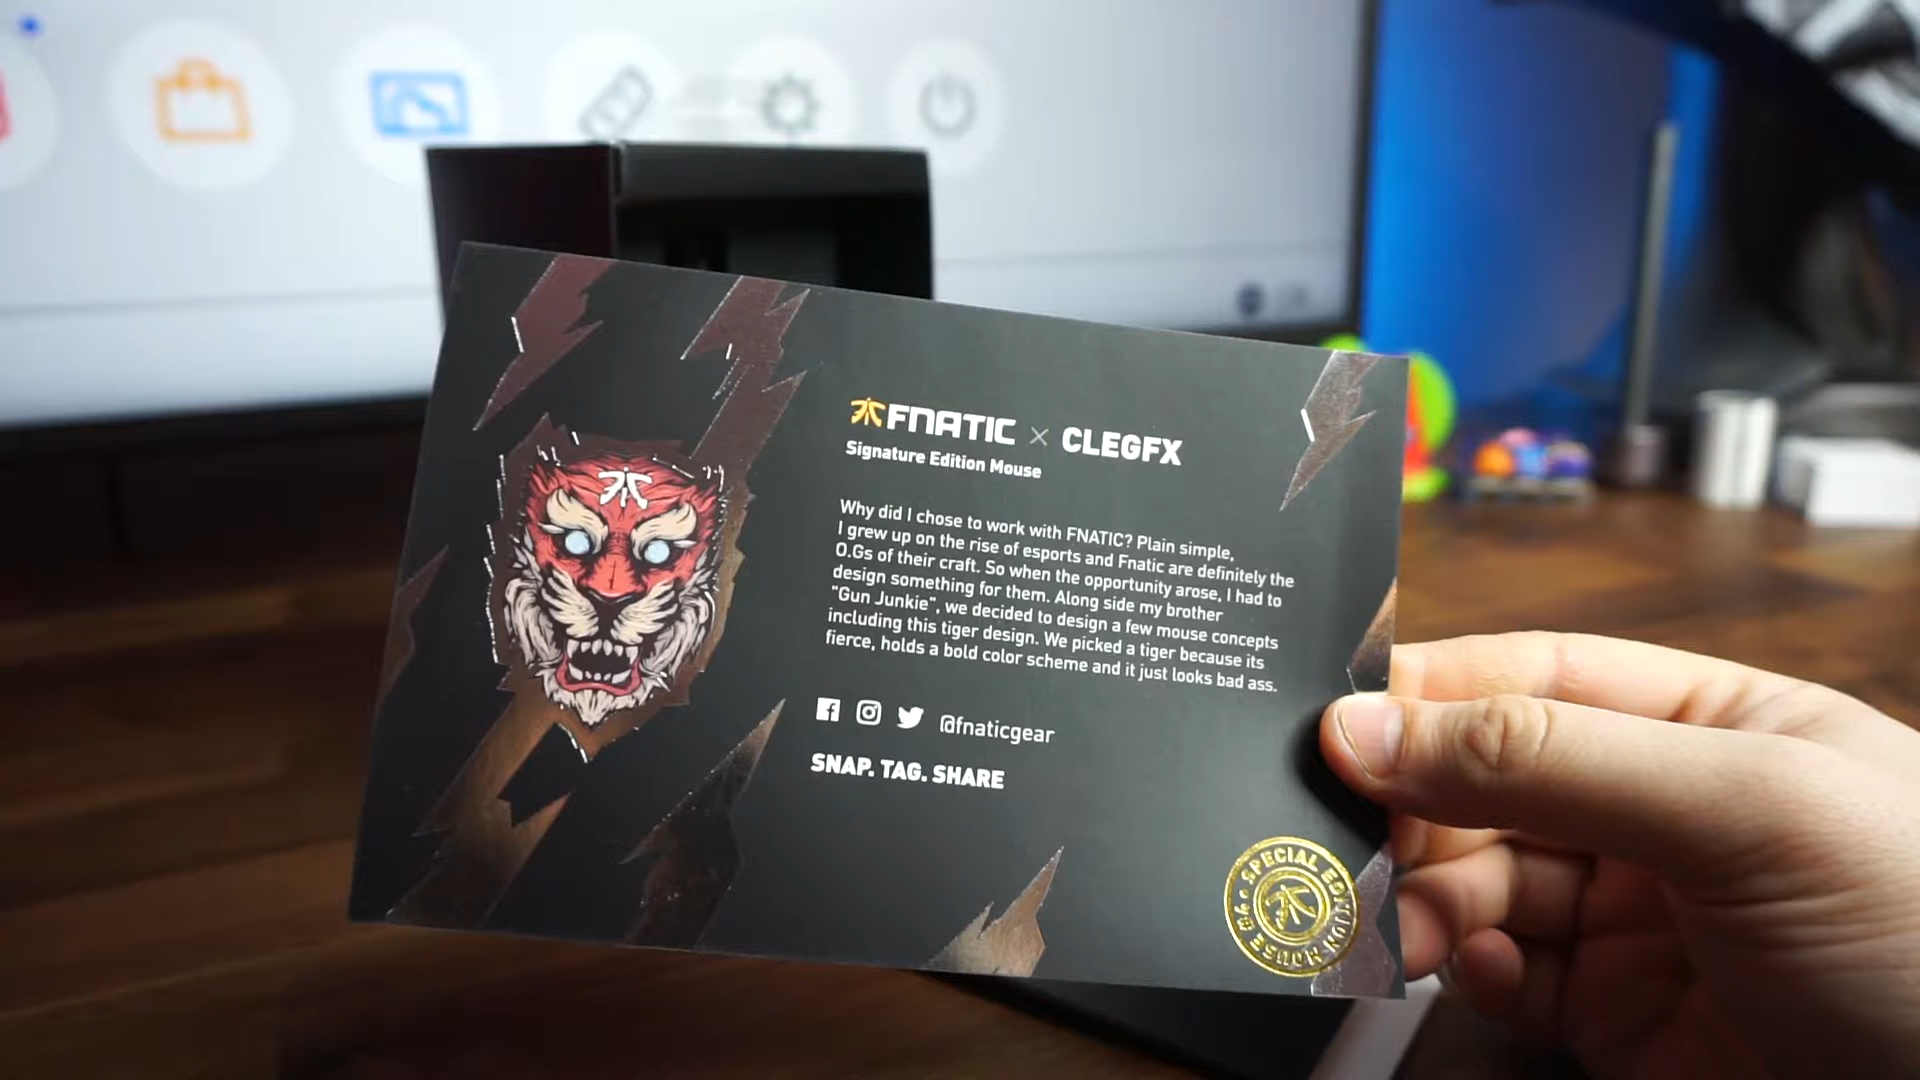 FNATIC × CLEGFX
Signature Edition Mouse
Why did I chose to work with FNATIC? Plain simple,
I grew up on the rise of esports and Fnatic are definitely the
O.Gs of their craft. So when the opportunity arose, I had to
design something for them. Along side my brother
"Gun Junkie", we decided to design a few mouse concepts
including this tiger design. We picked a tiger because its
fierce, holds a bold color scheme and it just looks bad ass.
@fnaticgear
SNAP. TAG. SHARE
SPECIAL EDITION MOUSE